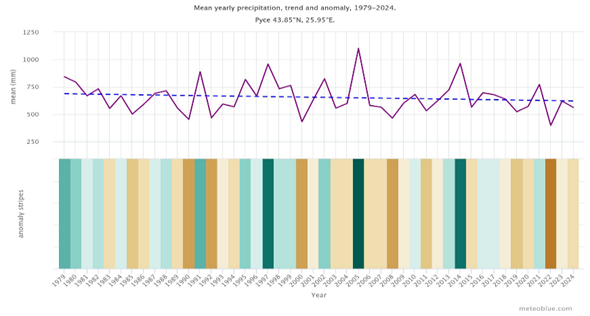 Mean yearly precipitation, trend and anomaly, 1979–2024.
Русе 43.85°N, 25.95°E.
1250
1000
750
500
250
mean (mm)
anomaly stripes
1979 1980 1981 1982 1983 1984 1985 1986 1987 1988 1989 1990 1991 1992 1993 1994 1995 1996 1997 1998 1999 2000 2001 2002 2003 2004 2005 2006 2007 2008 2009 2010 2011 2012 2013 2014 2015 2016 2017 2018 2019 2020 2021 2022 2023 2024
Year
meteoblue.com